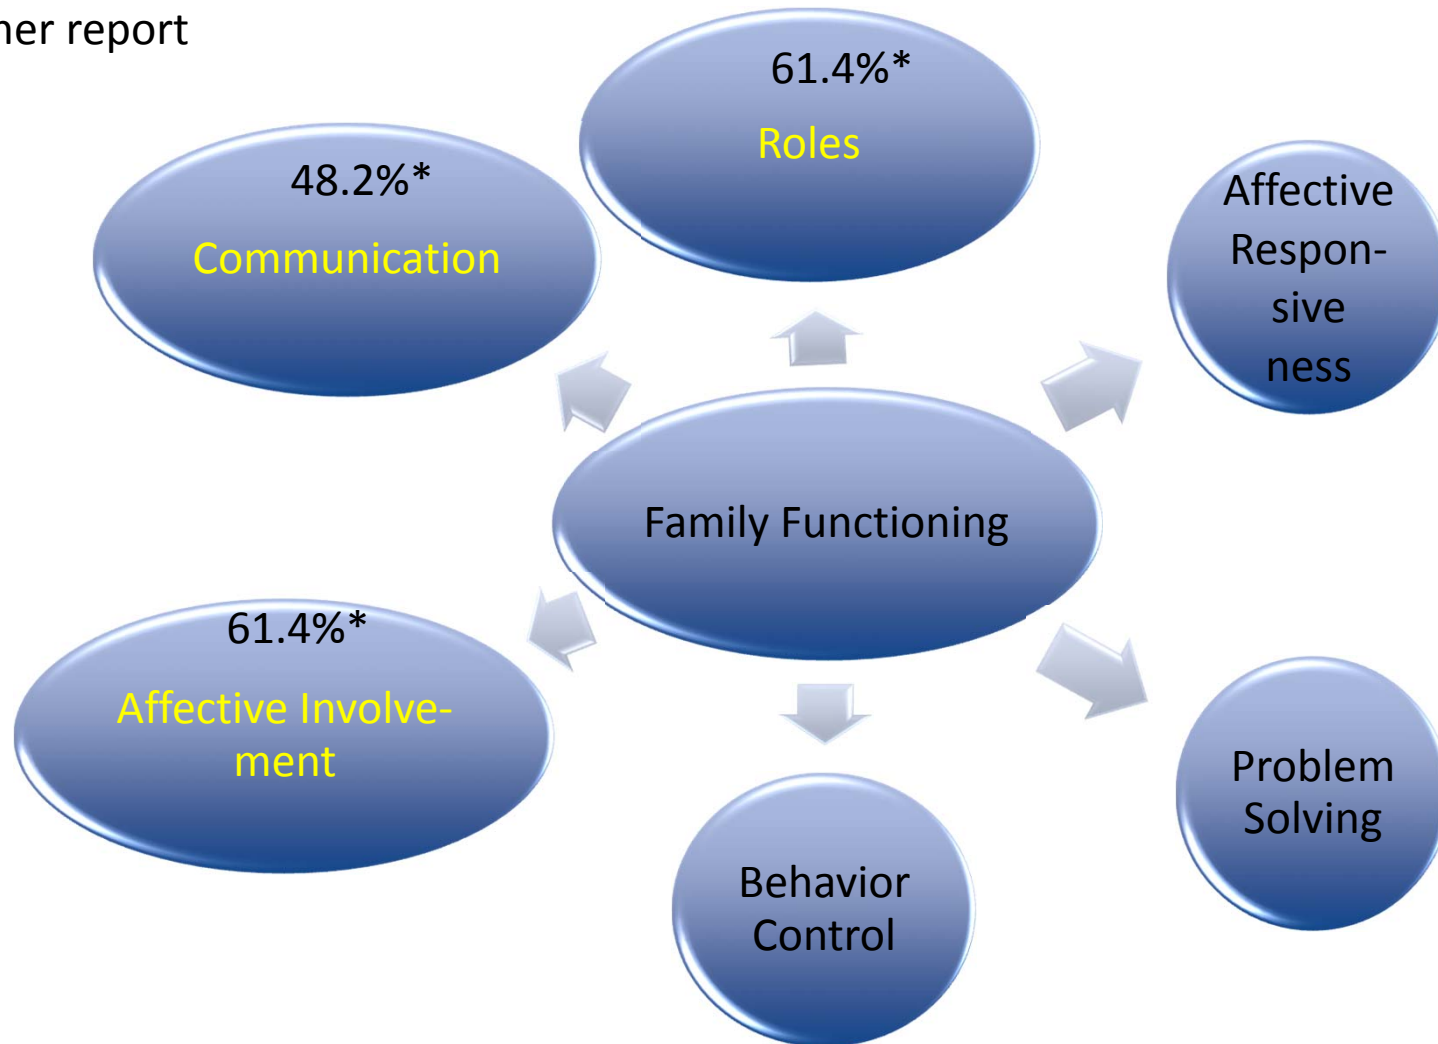 her report
61.4%*
Roles
48.2%*
Communication
Affective
Respon-
sive
ness
Family Functioning
61.4%*
Affective Involve-
ment
Problem
Solving
Behavior
Control